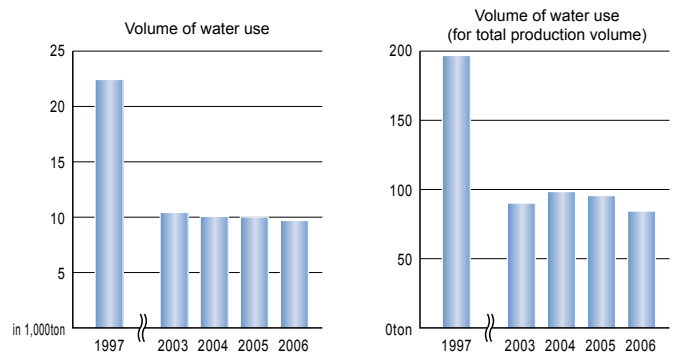 Volume of water use
25
20
15
10
5
in 1,000ton
1997 2003 2004 2005 2006
Volume of water use
(for total production volume)
200
150
100
50
0ton
1997 2003 2004 2005 2006